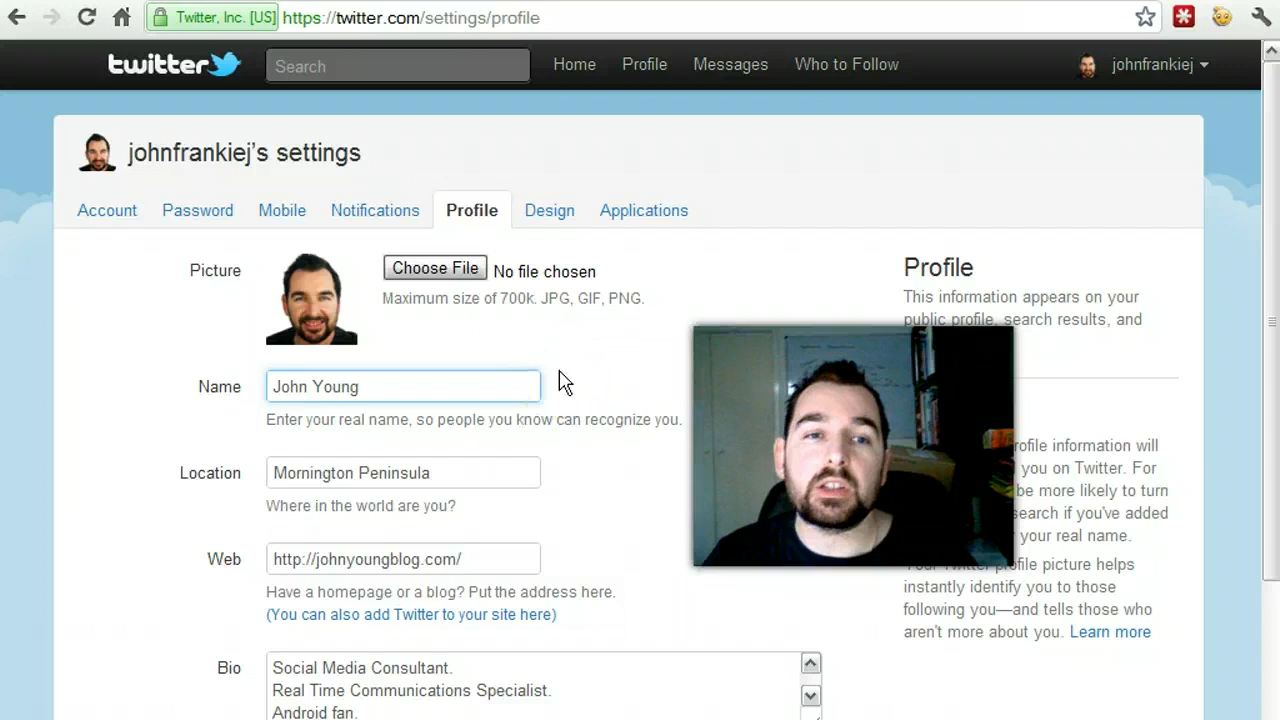 Twitter, Inc. [US] https://twitter.com/settings/profile
twitter Search Home Profile Messages Who to Follow johnfrankiej
johnfrankiej's settings
Account Password Mobile Notifications Profile Design Applications
Picture
Choose File No file chosen
Maximum size of 700k. JPG, GIF, PNG.
Name John Young
Enter your real name, so people you know can recognize you.
Location Mornington Peninsula
Where in the world are you?
Web http://johnyoungblog.com/
Have a homepage or a blog? Put the address here.
(You can also add Twitter to your site here)
Bio Social Media Consultant.
Real Time Communications Specialist.
Android fan.
Profile
This information appears on your
public profile, search results, and
rofile information will
you on Twitter. For
be more likely to turn
search if you've added
your real name.
Your Twitter profile picture helps
instantly identify you to those
following you—and tells those who
aren't more about you. Learn more